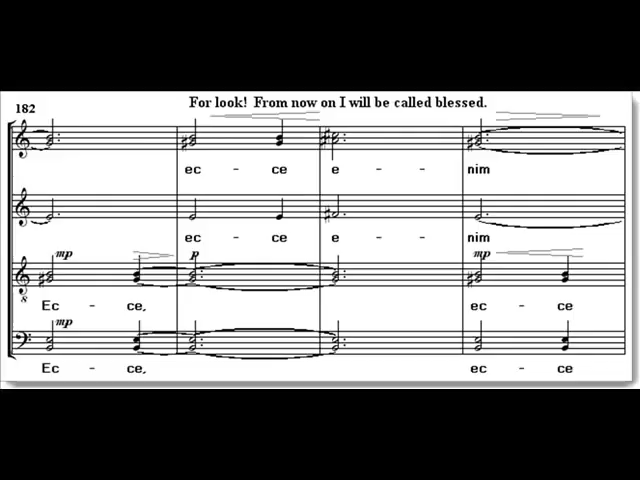 182
For look! From now on I will be called blessed.
ec - ce e - - - nim
ec - ce e - - - nim
mp p mp
8
Ec - ce, ec - ce
mp
Ec - ce, ec - ce